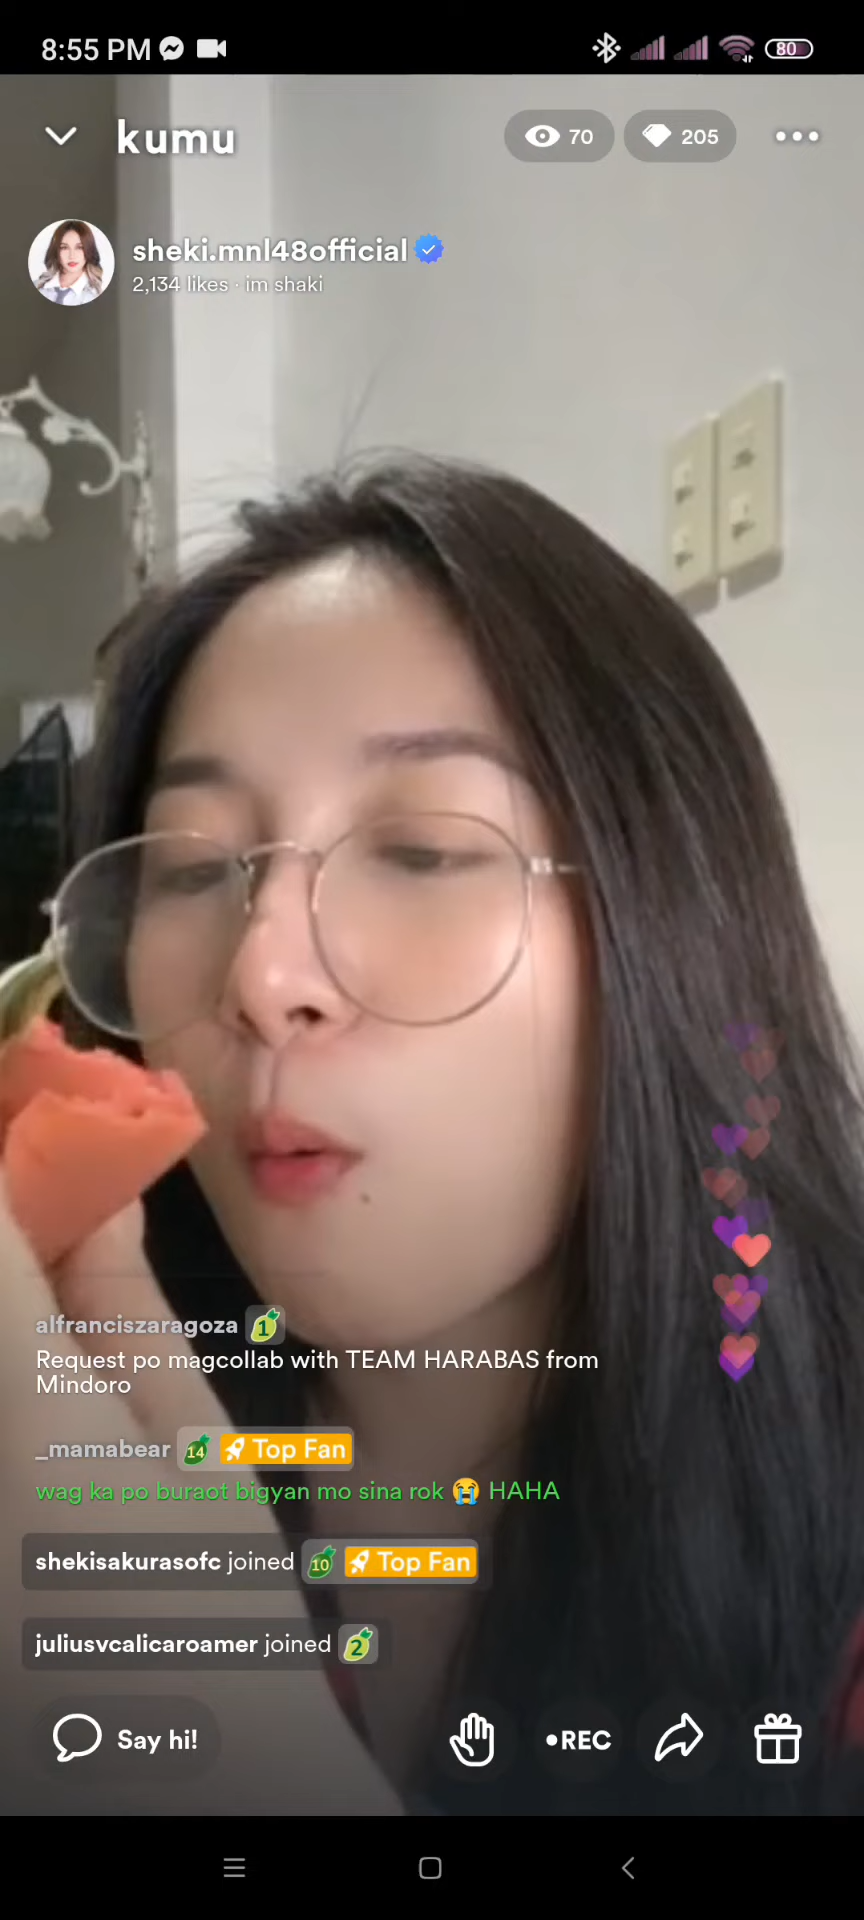 8:55 PM
80
kumu
70
205
sheki.mnl48official
2,134 likes · im shaki
alfranciszaragoza 1
Request po magcollab with TEAM HARABAS from
Mindoro
_mamabear 14 Top Fan
wag ka po buraot bigyan mo sina rok 😭 HAHA
shekisakurasofc joined 10 Top Fan
juliusvcalicaroamer joined 2
Say hi!
•REC